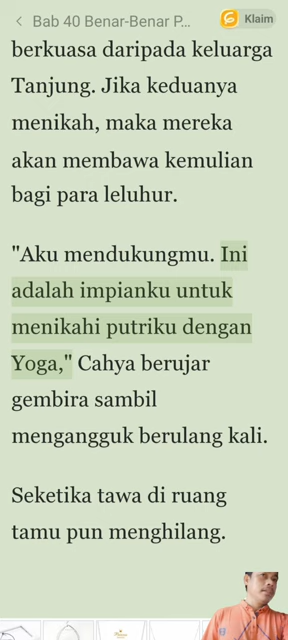 Bab 40 Benar-Benar P...
Klaim
berkuasa daripada keluarga
Tanjung. Jika keduanya
menikah, maka mereka
akan membawa kemulian
bagi para leluhur.
"Aku mendukungmu. Ini
adalah impianku untuk
menikahi putriku dengan
Yoga," Cahya berujar
gembira sambil
mengangguk berulang kali.
Seketika tawa di ruang
tamu pun menghilang.